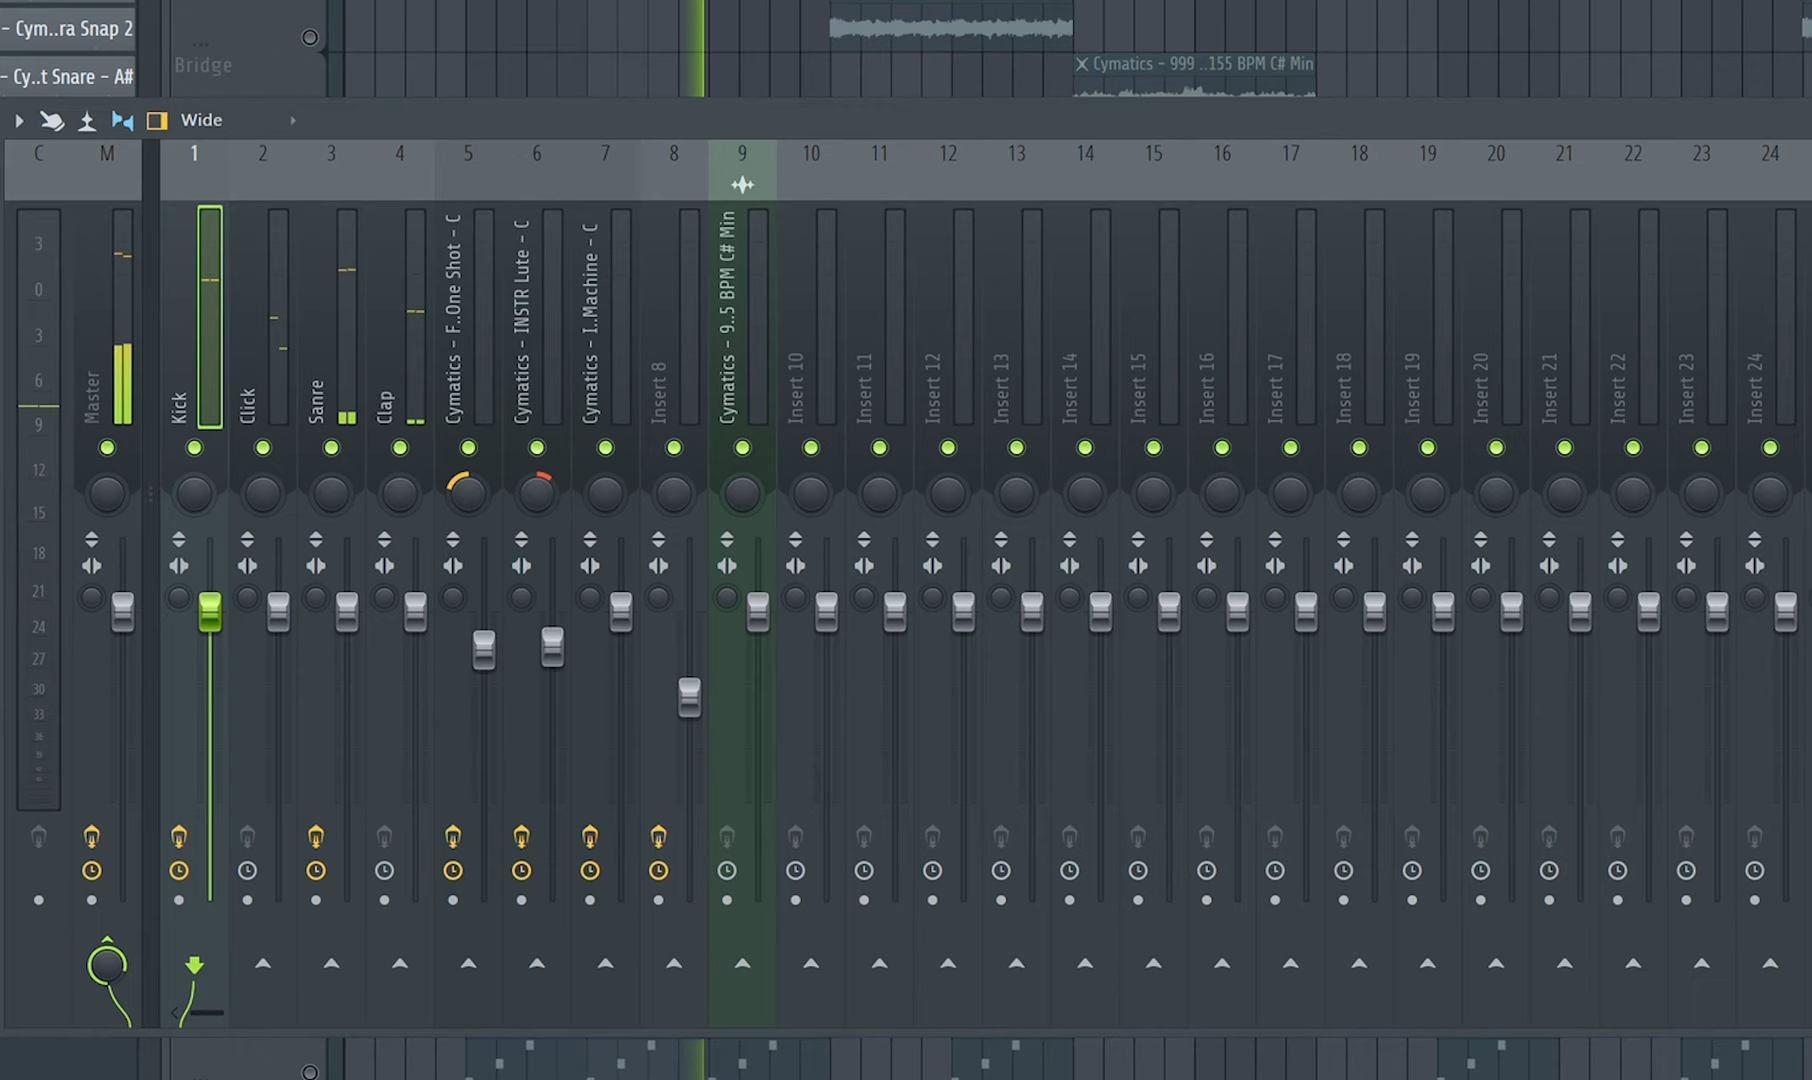 - Cym..ra Snap 2
Bridge
- Cy..t Snare - A#
Cymatics - 999 ..155 BPM C# Min
Wide
C M 1 2 3 4 5 6 7 8 9 10 11 12 13 14 15 16 17 18 19 20 21 22 23 24
Master
Kick
Click
Sanre
Clap
Cymatics - F..One Shot - C
Cymatics - INSTR Lute - C
Cymatics - I..Machine - C
Insert 8
Cymatics - 9..5 BPM C# Min
Insert 10
Insert 11
Insert 12
Insert 13
Insert 14
Insert 15
Insert 16
Insert 17
Insert 18
Insert 19
Insert 20
Insert 21
Insert 22
Insert 23
Insert 24
3
0
3
6
9
12
15
18
21
24
27
30
33